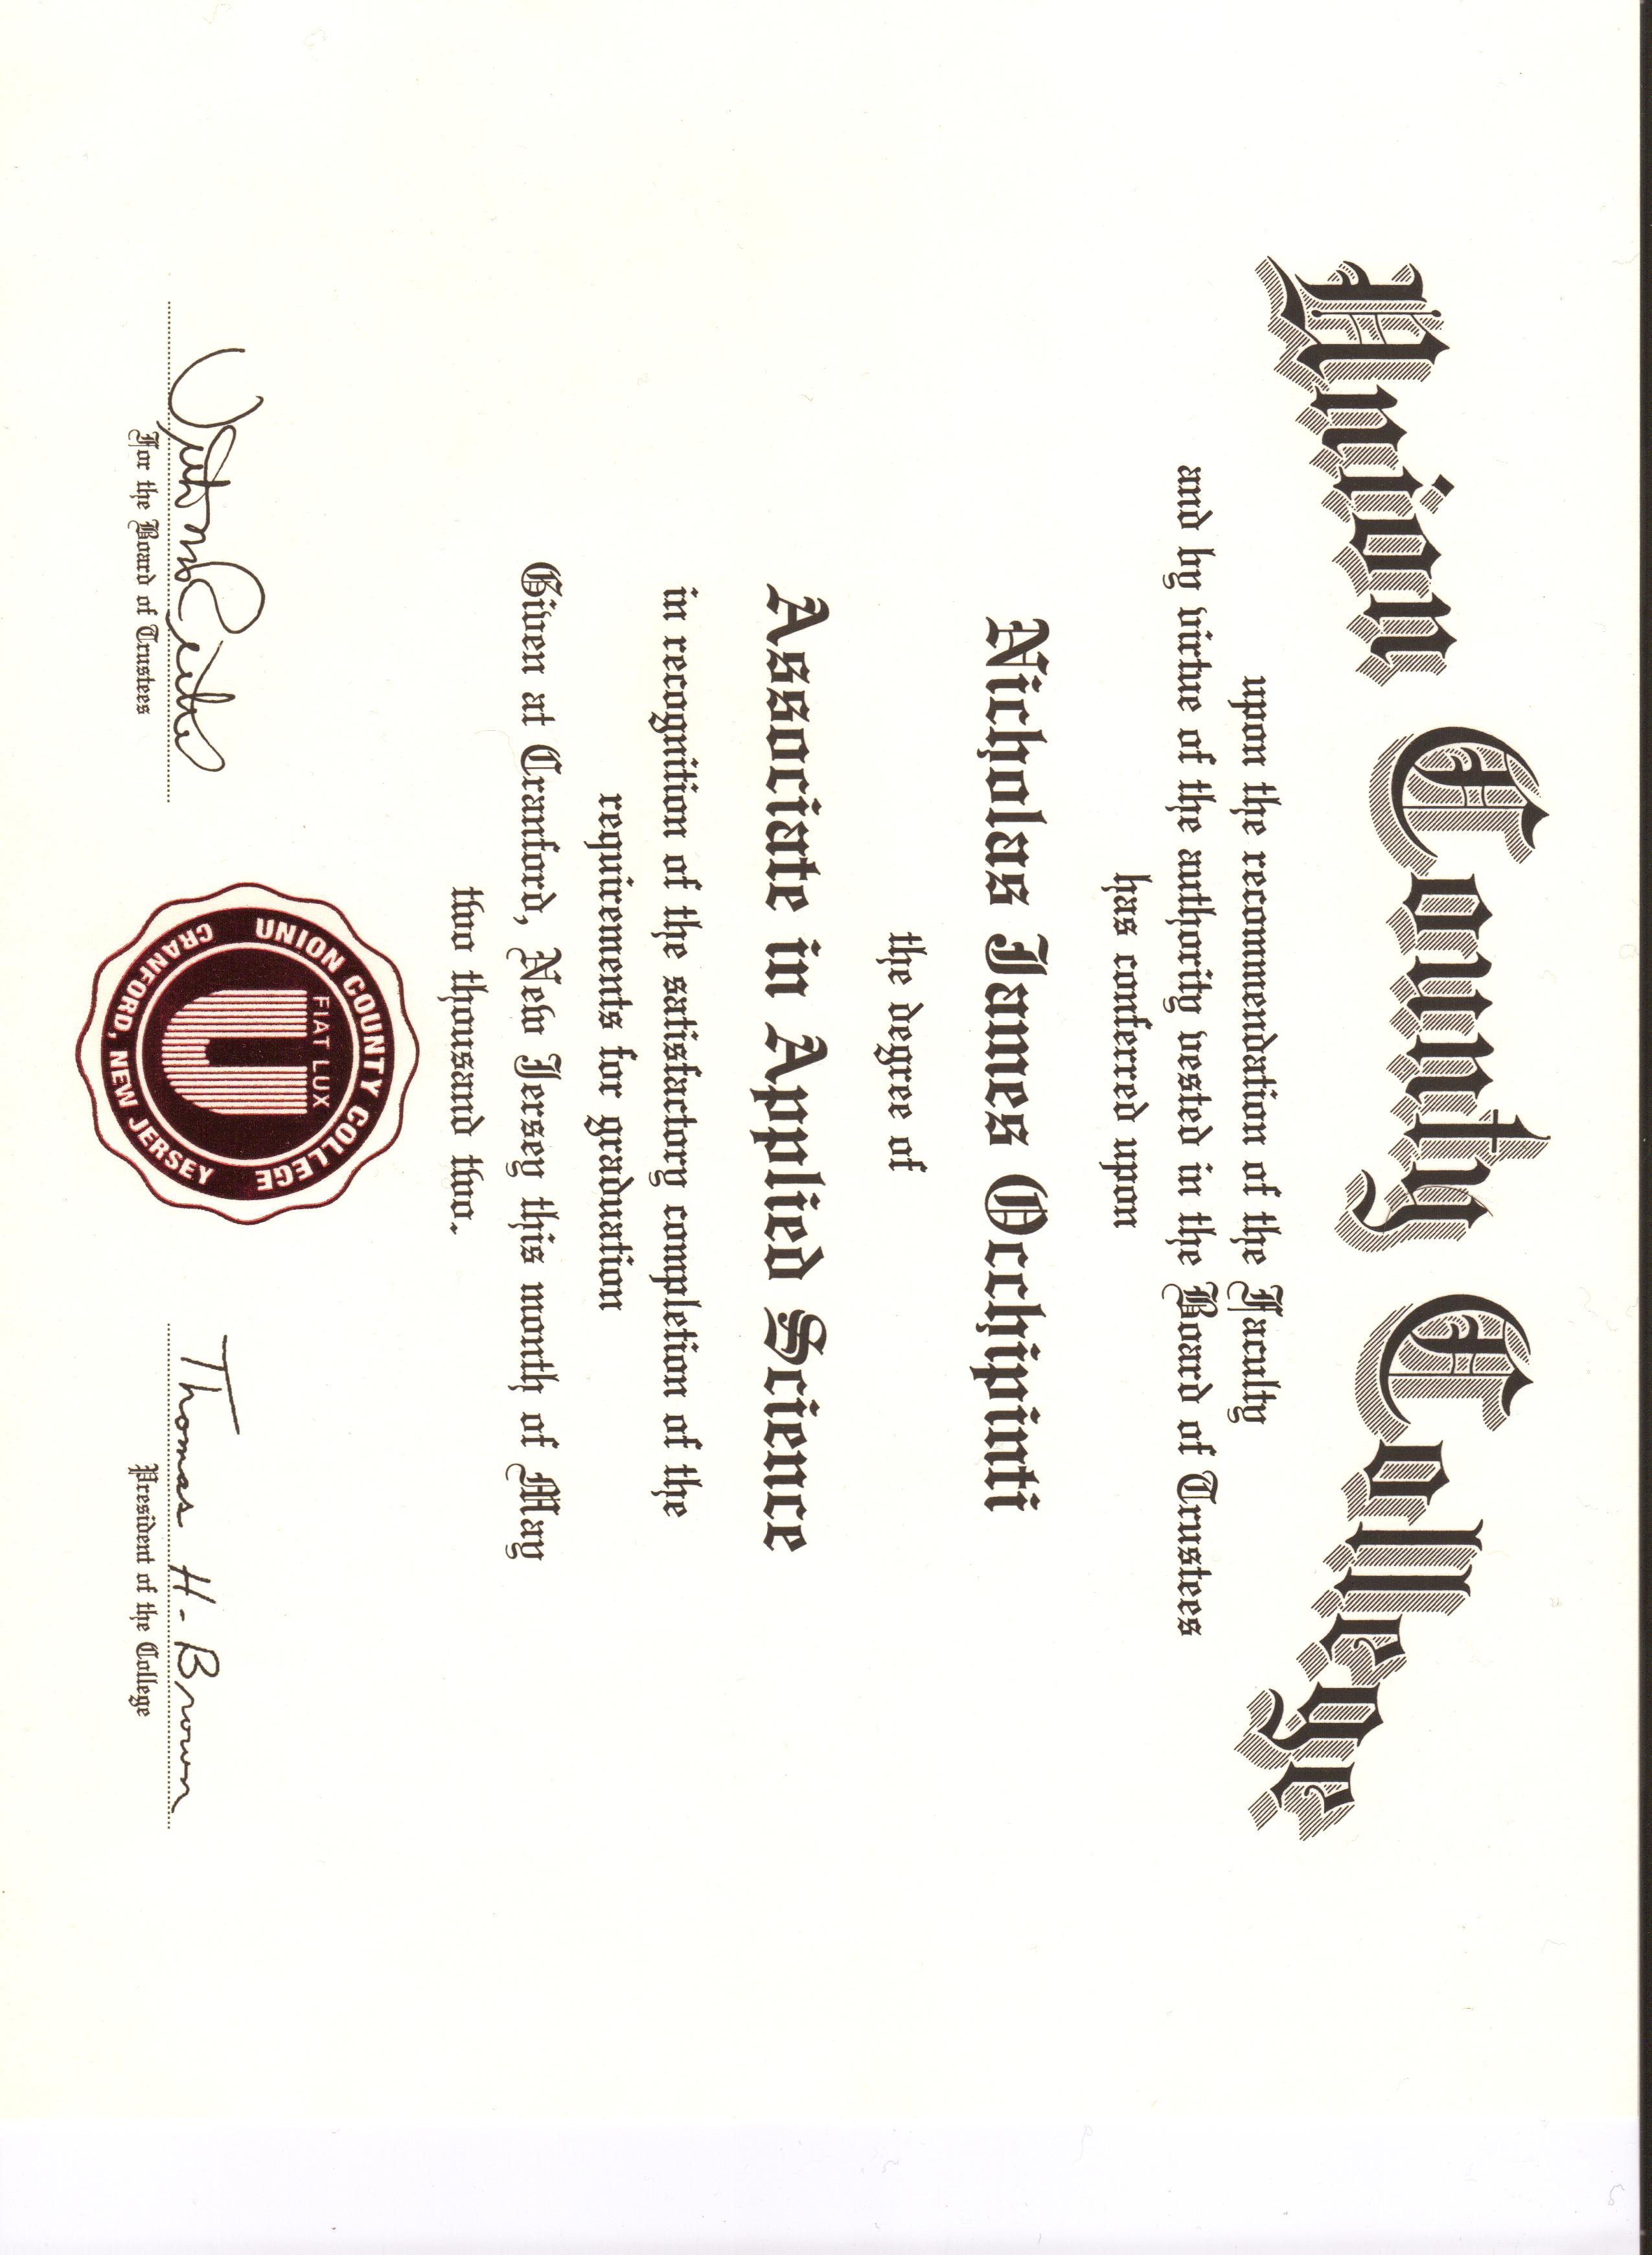 Union County College
upon the recommendation of the Faculty
and by virtue of the authority vested in the Board of Trustees
has conferred upon
Nicholas James Occhipinti
the degree of
Associate in Applied Science
in recognition of the satisfactory completion of the
requirements for graduation
Given at Cranford, New Jersey this month of May
two thousand two.
UNION COUNTY COLLEGE
FIAT LUX
U
CRANFORD, NEW JERSEY
For the Board of Trustees
Thomas H. Brown
President of the College